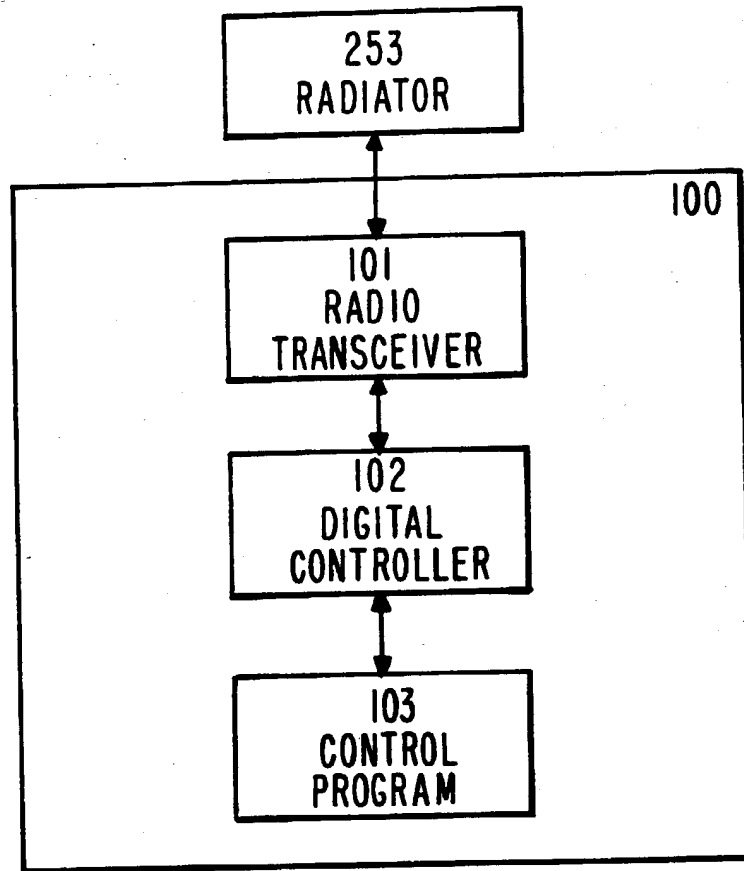 253
RADIATOR
100
101
RADIO
TRANSCEIVER
102
DIGITAL
CONTROLLER
103
CONTROL
PROGRAM